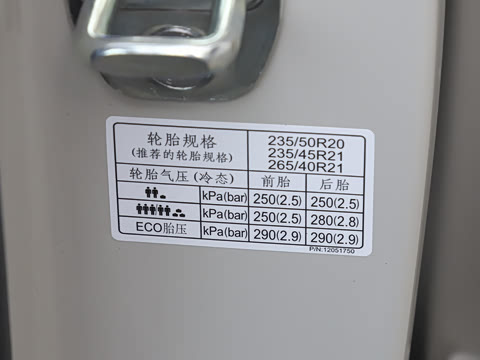 轮胎规格
(推荐的轮胎规格)
235/50R20
235/45R21
265/40R21
轮胎气压(冷态) 前胎 后胎
kPa(bar) 250(2.5) 250(2.5)
kPa(bar) 250(2.5) 280(2.8)
ECO胎压 kPa(bar) 290(2.9) 290(2.9)
P/N:12051750